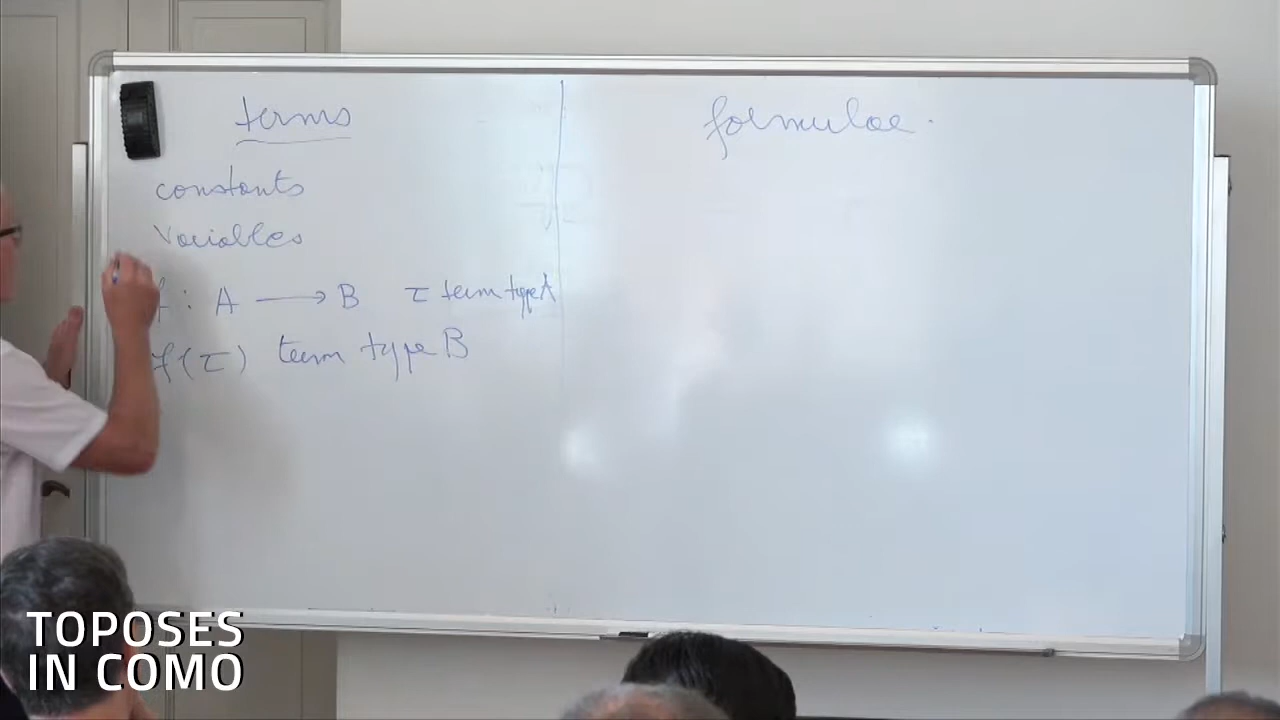 terms
constants
variables
f : A ⟶ B τ term type A
f(τ) term type B
formulae.
TOPOSES
IN COMO